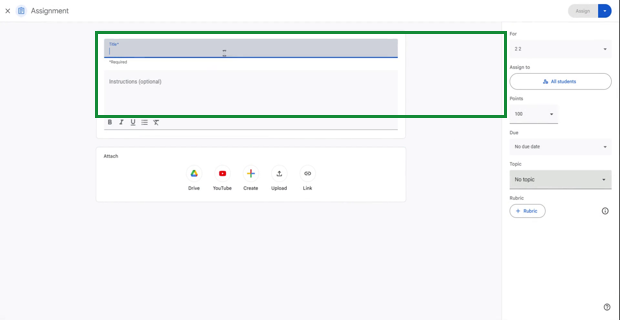 Assignment
Assign
Title*
*Required
Instructions (optional)
B I U
Attach
Drive YouTube Create Upload Link
For
2 2
Assign to
All students
Points
100
Due
No due date
Topic
No topic
Rubric
+ Rubric